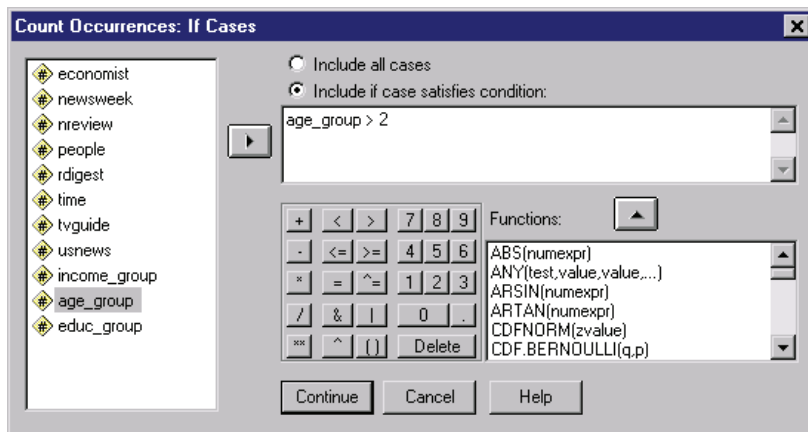 Count Occurrences: If Cases
economist
newsweek
nreview
people
rdigest
time
tvguide
usnews
income_group
age_group
educ_group
Include all cases
Include if case satisfies condition:
age_group > 2
+ < > 7 8 9
- <= >= 4 5 6
* = ^= 1 2 3
/ & | 0 .
** ^ () Delete
Functions:
ABS(numexpr)
ANY(test,value,value,...)
ARSIN(numexpr)
ARTAN(numexpr)
CDFNORM(zvalue)
CDF.BERNOULLI(q,p)
Continue Cancel Help